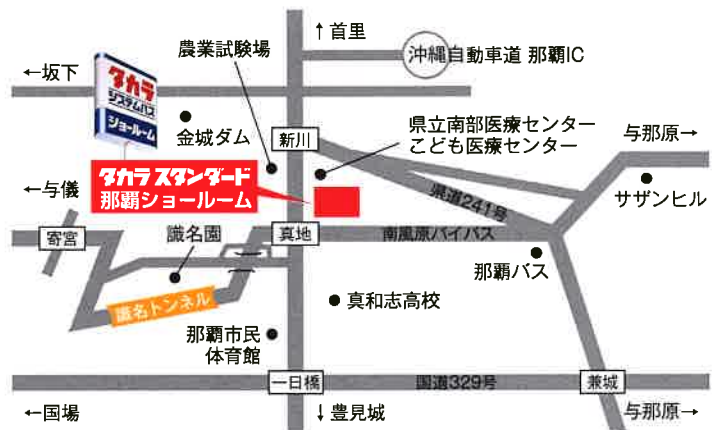 ↑首里
農業試験場
沖縄自動車道 那覇IC
←坂下
タカラ
システムバス
ショールーム
金城ダム
新川
県立南部医療センター
こども医療センター
与那原→
タカラスタンダード
那覇ショールーム
←与儀
県道241号
サザンヒル
寄宮
識名園
真地
南風原バイパス
那覇バス
識名トンネル
真和志高校
那覇市民
体育館
一日橋
国道329号
兼城
←国場
↓豊見城
与那原→